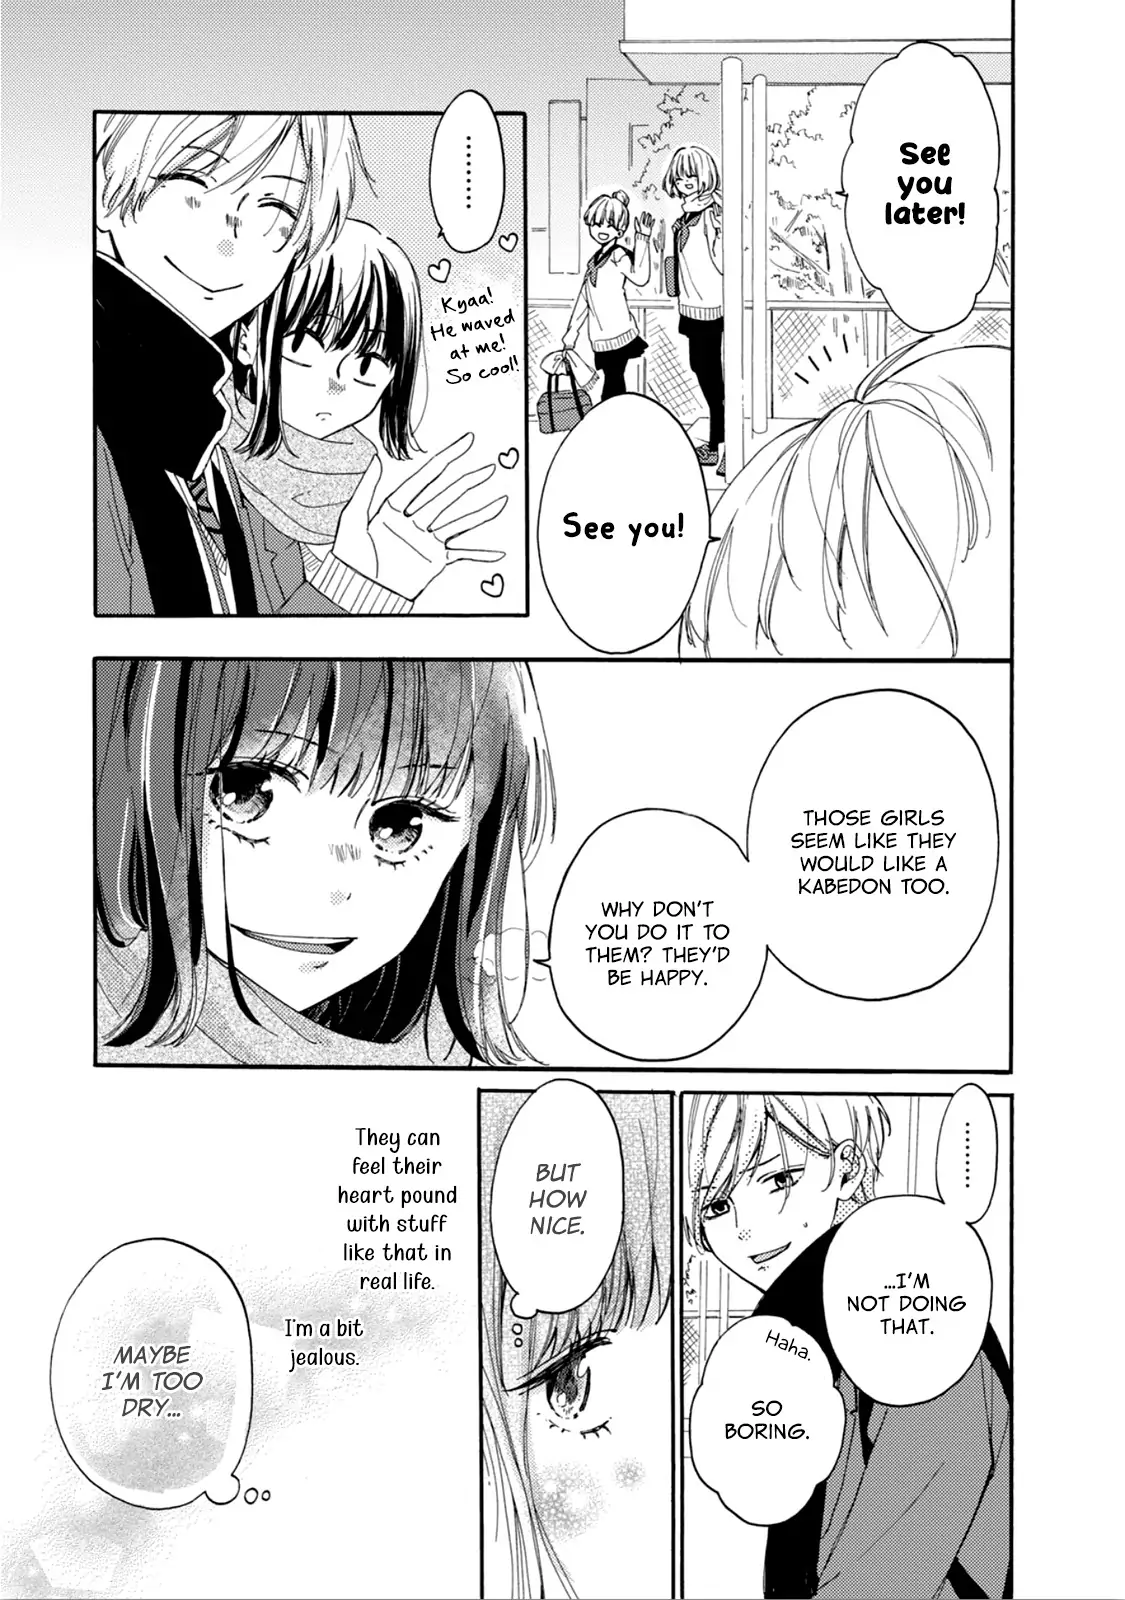 See
you
later!
See you!
.........
Kyaa!
He waved
at me!
So cool!
THOSE GIRLS
SEEM LIKE THEY
WOULD LIKE A
KABEDON TOO.
WHY DON'T
YOU DO IT TO
THEM? THEY'D
BE HAPPY.
.........
...I'M
NOT DOING
THAT.
Haha.
SO
BORING.
BUT
HOW
NICE.
They can
feel their
heart pound
with stuff
like that in
real life.
I'm a bit
jealous.
MAYBE
I'M TOO
DRY...